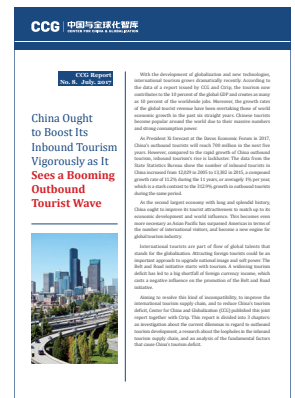 CCG 中国与全球化智库
CENTER FOR CHINA & GLOBALIZATION
CCG Report
No. 8. July. 2017
China Ought
to Boost Its
Inbound Tourism
Vigorously as It
Sees a Booming
Outbound
Tourist Wave
With the development of globalization and new technologies,
international tourism grows dramatically recently. According to
the data of a report issued by CCG and Ctrip, the tourism now
contributes to the 10 percent of the global GDP and creates as many
as 10 percent of the worldwide jobs. Moreover, the growth rates
of the global tourist revenue have been overtaking those of world
economic growth in the past six straight years. Chinese tourists
become popular around the world due to their massive numbers
and strong consumption power.
As President Xi forecast at the Davos Economic Forum in 2017,
China's outbound tourists will reach 700 million in the next five
years. However, compared to the rapid growth of China outbound
tourism, inbound tourism's rise is lackluster. The data from the
State Statistics Bureau show the number of inbound tourists in
China increased from 12,029 in 2005 to 13,382 in 2015, a compound
growth rate of 11.2% during the 11 years, or averagely 1% per year,
which is a stark contrast to the 312.9% growth in outbound tourists
during the same period.
As the second largest economy with long and splendid history,
China ought to improve its tourist attractiveness to match up to its
economic development and world influence. This becomes even
more necessary as Asian Pacific has surpassed Americas in terms of
the number of international visitors, and become a new engine for
global tourism industry.
International tourists are part of flow of global talents that
stands for the globalization. Attracting foreign tourists could be an
important approach to upgrade national image and soft power. The
Belt and Road initiative starts with tourism. A widening tourism
deficit has led to a big shortfall of foreign currency income, which
casts a negative influence on the promotion of the Belt and Road
initiative.
Aiming to resolve this kind of incompatibility, to improve the
international tourism supply chain, and to reduce China's tourism
deficit, Center for China and Globalization (CCG) published this joint
report together with Ctrip. This report is divided into 3 chapters:
an investigation about the current dilemmas in regard to outbound
tourism development, a research about the loopholes in the inbound
tourism supply chain, and an analysis of the fundamental factors
that cause China's tourism deficit.